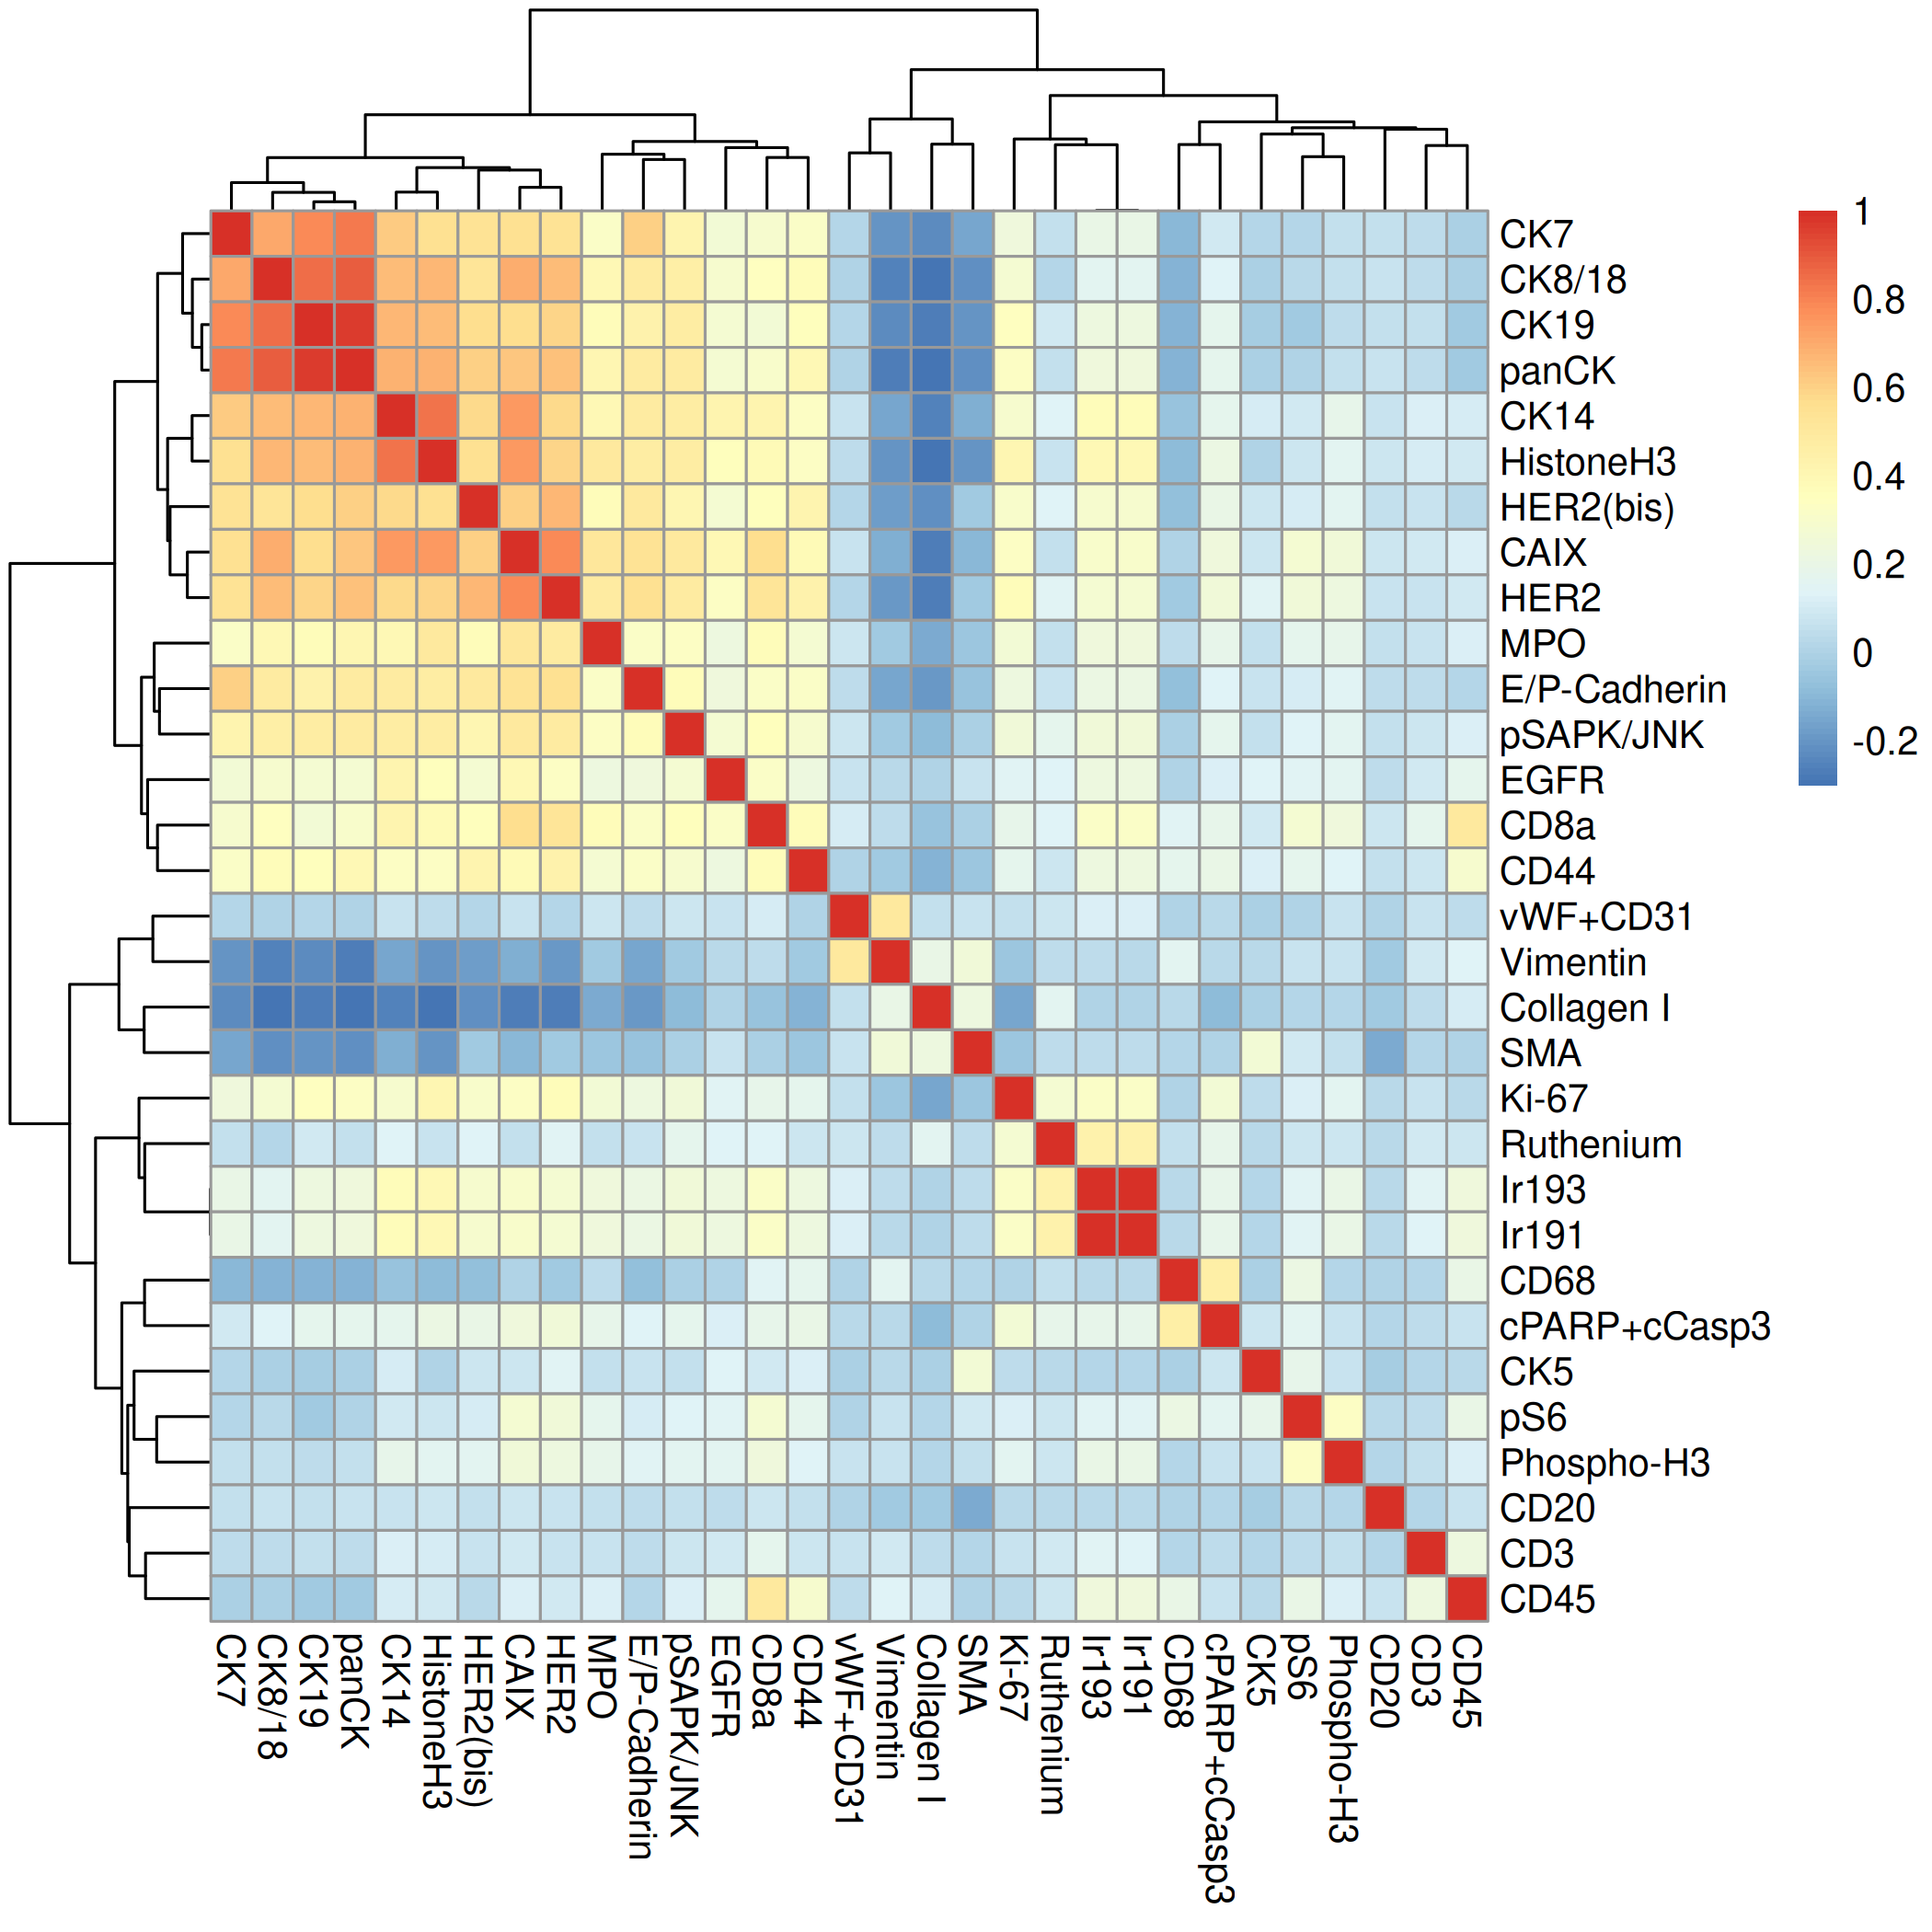 1
0.8
0.6
0.4
0.2
0
-0.2
CK7
CK8/18
CK19
panCK
CK14
HistoneH3
HER2(bis)
CAIX
HER2
MPO
E/P-Cadherin
pSAPK/JNK
EGFR
CD8a
CD44
vWF+CD31
Vimentin
Collagen I
SMA
Ki-67
Ruthenium
Ir193
Ir191
CD68
cPARP+cCasp3
CK5
pS6
Phospho-H3
CD20
CD3
CD45
CK7
CK8/18
CK19
panCK
CK14
HistoneH3
HER2(bis)
CAIX
HER2
MPO
E/P-Cadherin
pSAPK/JNK
EGFR
CD8a
CD44
vWF+CD31
Vimentin
Collagen I
SMA
Ki-67
Ruthenium
Ir193
Ir191
CD68
cPARP+cCasp3
CK5
pS6
Phospho-H3
CD20
CD3
CD45